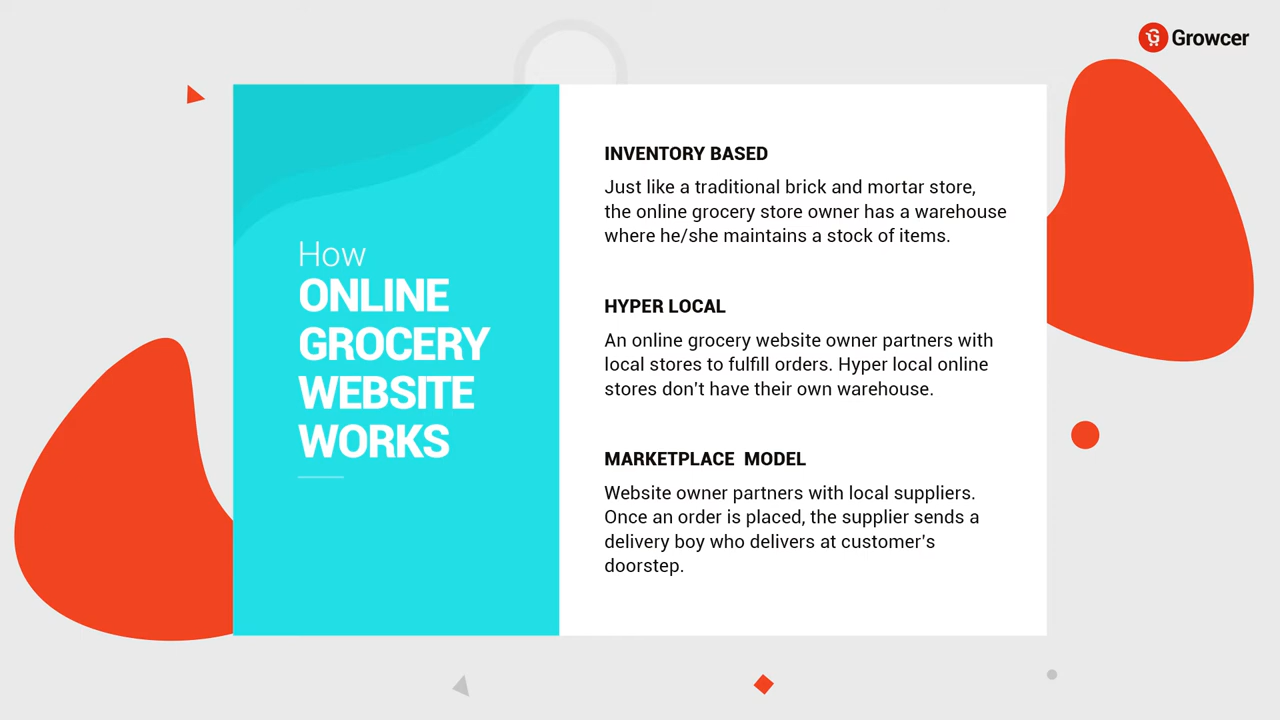 Growcer
How
ONLINE
GROCERY
WEBSITE
WORKS
INVENTORY BASED
Just like a traditional brick and mortar store,
the online grocery store owner has a warehouse
where he/she maintains a stock of items.
HYPER LOCAL
An online grocery website owner partners with
local stores to fulfill orders. Hyper local online
stores don't have their own warehouse.
MARKETPLACE MODEL
Website owner partners with local suppliers.
Once an order is placed, the supplier sends a
delivery boy who delivers at customer's
doorstep.